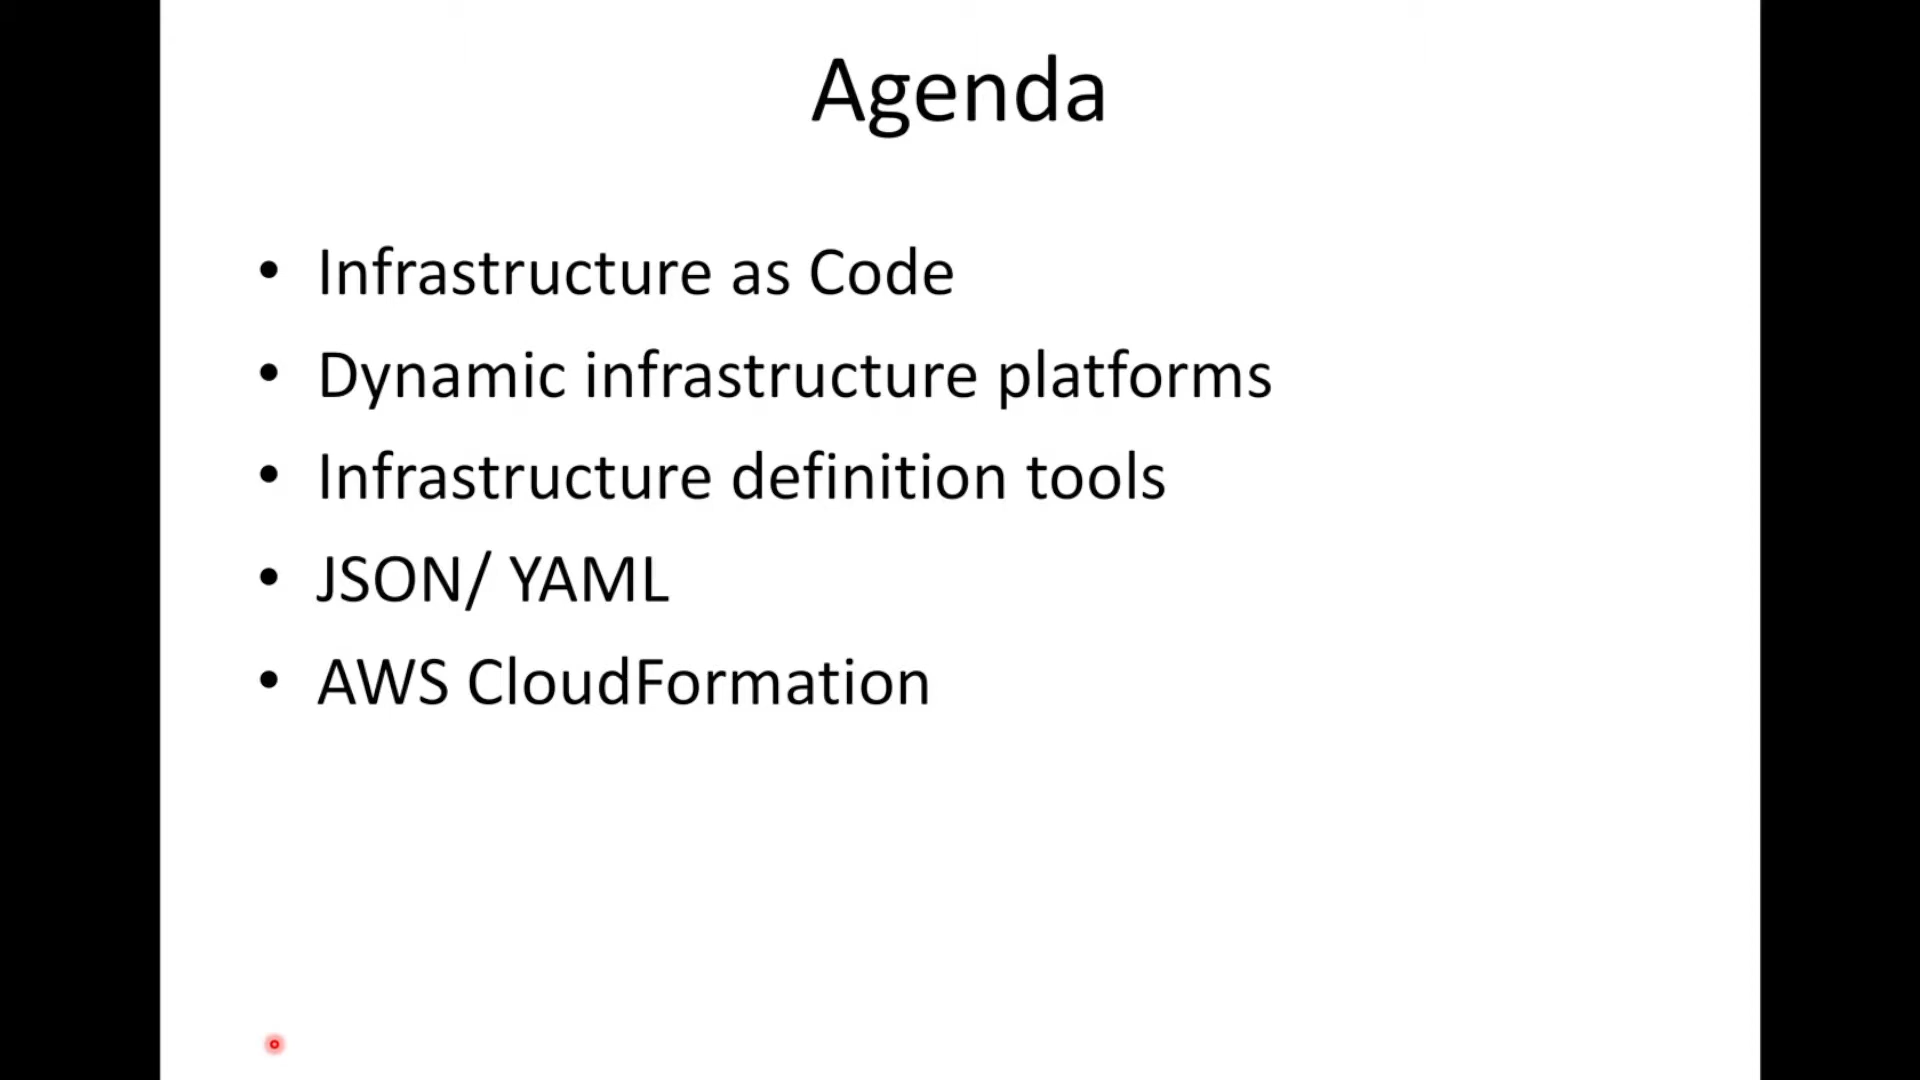 Agenda
• Infrastructure as Code
• Dynamic infrastructure platforms
• Infrastructure definition tools
• JSON/ YAML
• AWS CloudFormation